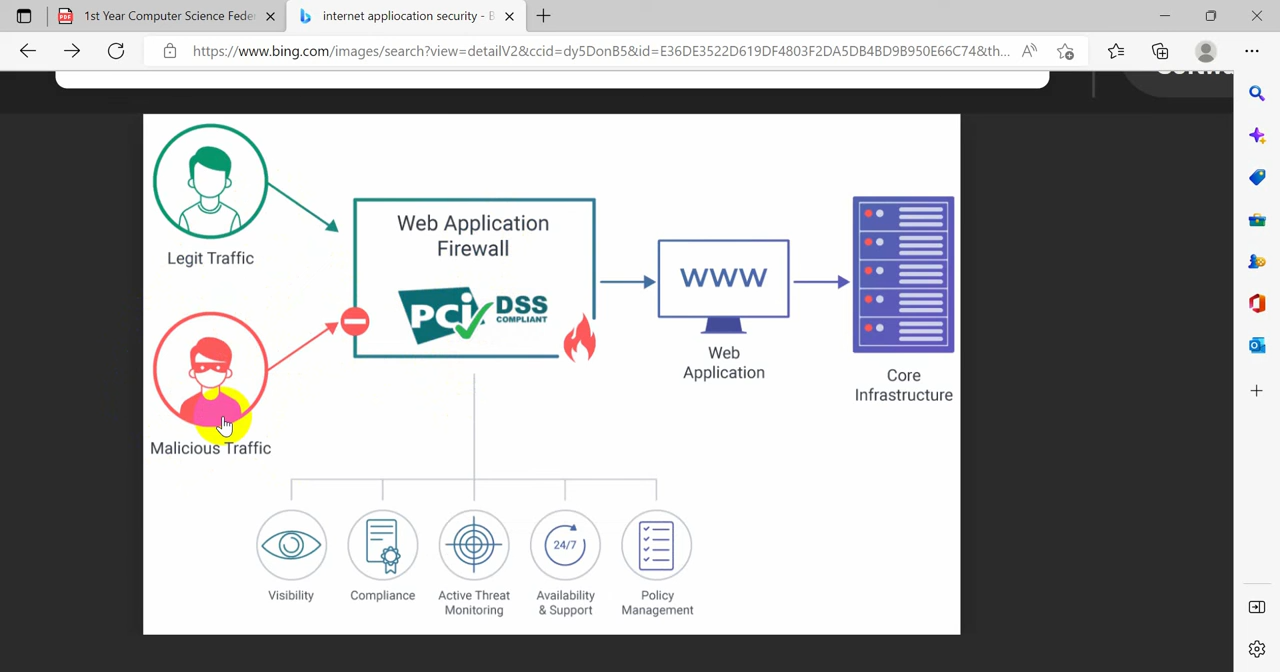 1st Year Computer Science Feder
internet appliocation security - B
https://www.bing.com/images/search?view=detailV2&ccid=dy5DonB5&id=E36DE3522D619DF4803F2DA5DB4BD9B950E66C74&th...
Legit Traffic
Malicious Traffic
Web Application
Firewall
PCi DSS
COMPLIANT
WWW
Web
Application
Core
Infrastructure
24/7
Visibility
Compliance
Active Threat
Monitoring
Availability
& Support
Policy
Management